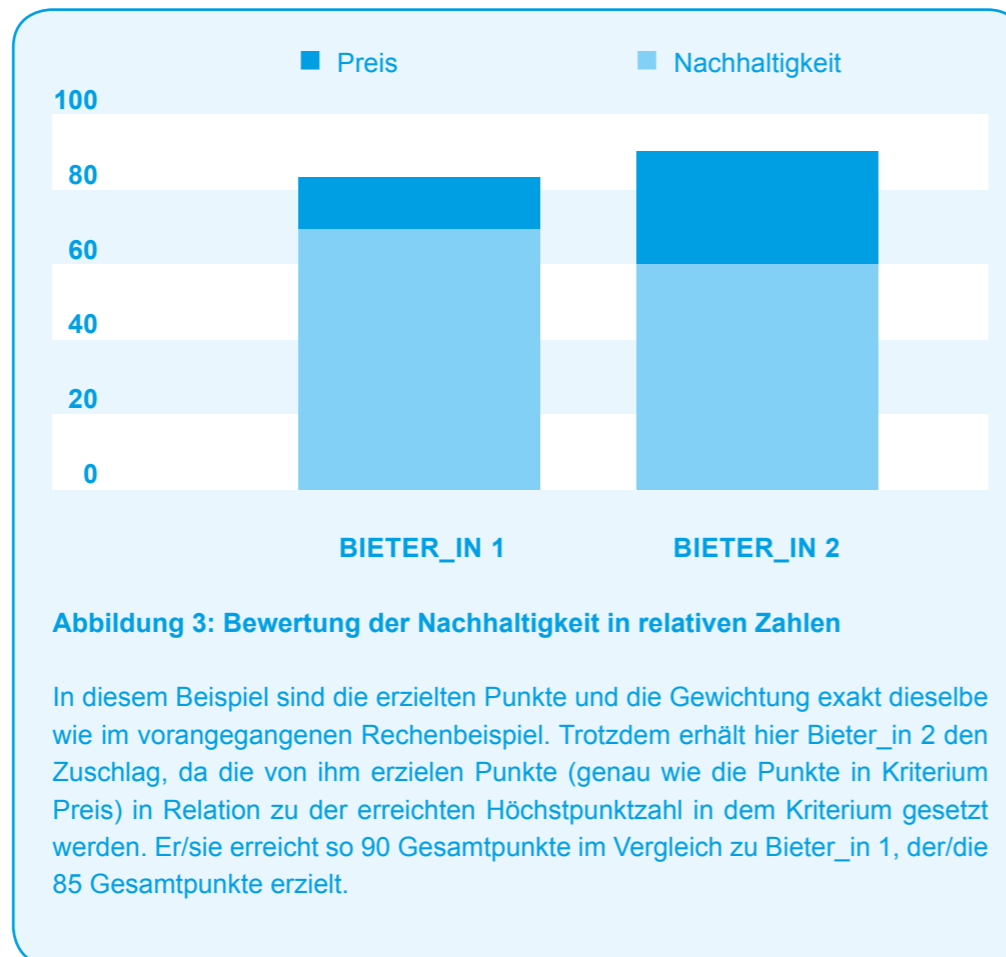 Preis Nachhaltigkeit
100
80
60
40
20
0
BIETER_IN 1 BIETER_IN 2
Abbildung 3: Bewertung der Nachhaltigkeit in relativen Zahlen
In diesem Beispiel sind die erzielten Punkte und die Gewichtung exakt dieselbe
wie im vorangegangenen Rechenbeispiel. Trotzdem erhält hier Bieter_in 2 den
Zuschlag, da die von ihm erzielen Punkte (genau wie die Punkte in Kriterium
Preis) in Relation zu der erreichten Höchstpunktzahl in dem Kriterium gesetzt
werden. Er/sie erreicht so 90 Gesamtpunkte im Vergleich zu Bieter_in 1, der/die
85 Gesamtpunkte erzielt.